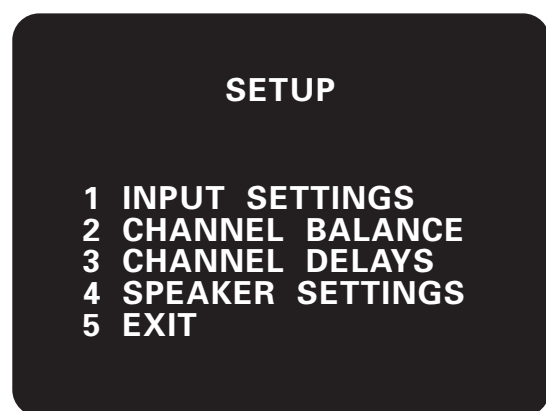 SETUP
1 INPUT SETTINGS
2 CHANNEL BALANCE
3 CHANNEL DELAYS
4 SPEAKER SETTINGS
5 EXIT